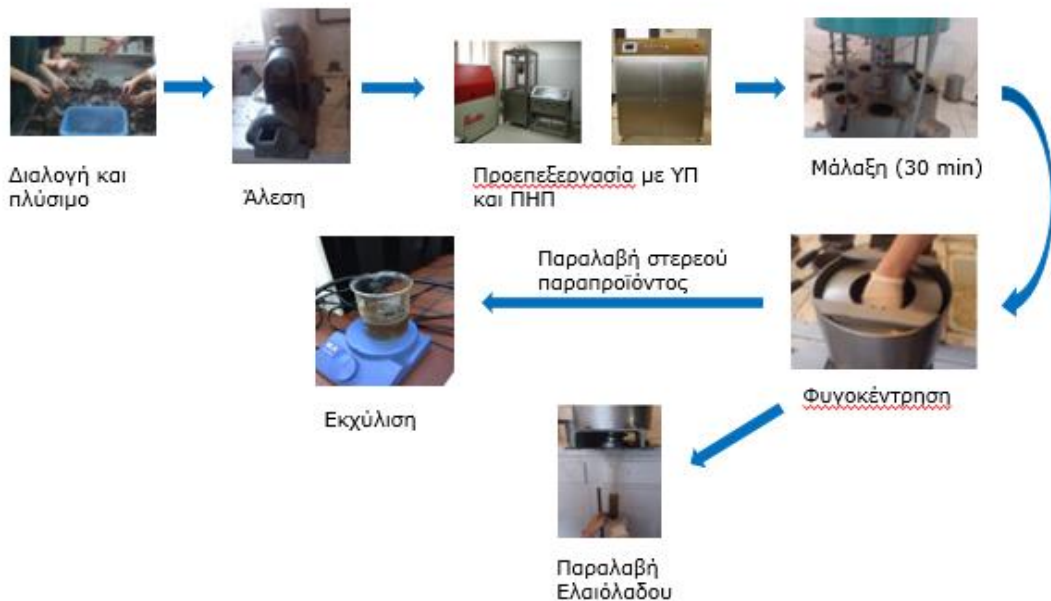 Διαλογή και
πλύσιμο
Άλεση
Προεπεξεργασία με ΥΠ
και ΠΗΠ
Μάλαξη (30 min)
Παραλαβή στερεού
παραπροϊόντος
Εκχύλιση
Φυγοκέντρηση
Παραλαβή
Ελαιόλαδου